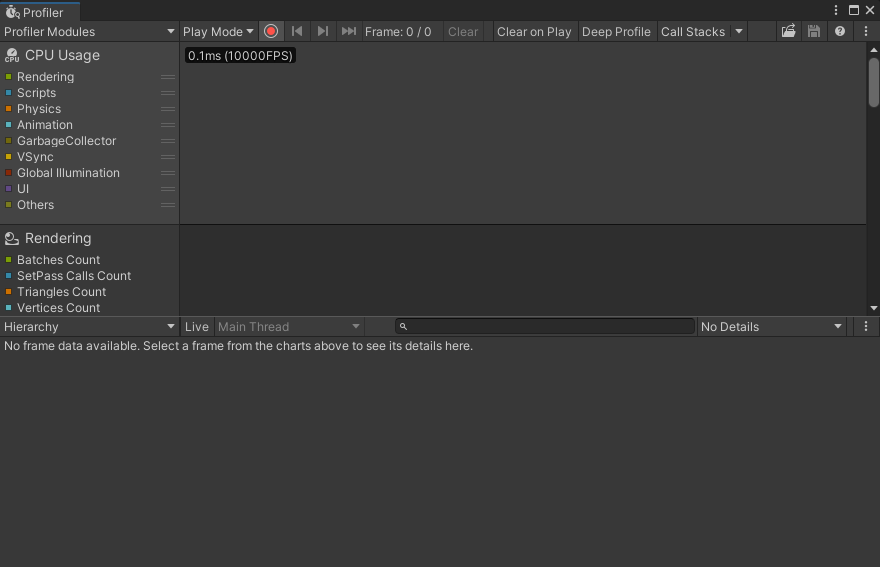 Profiler
Profiler Modules Play Mode Frame: 0 / 0 Clear Clear on Play Deep Profile Call Stacks
CPU CPU Usage
0.1ms (10000FPS)
Rendering
Scripts
Physics
Animation
GarbageCollector
VSync
Global Illumination
UI
Others
Rendering
Batches Count
SetPass Calls Count
Triangles Count
Vertices Count
Hierarchy Live Main Thread No Details
No frame data available. Select a frame from the charts above to see its details here.